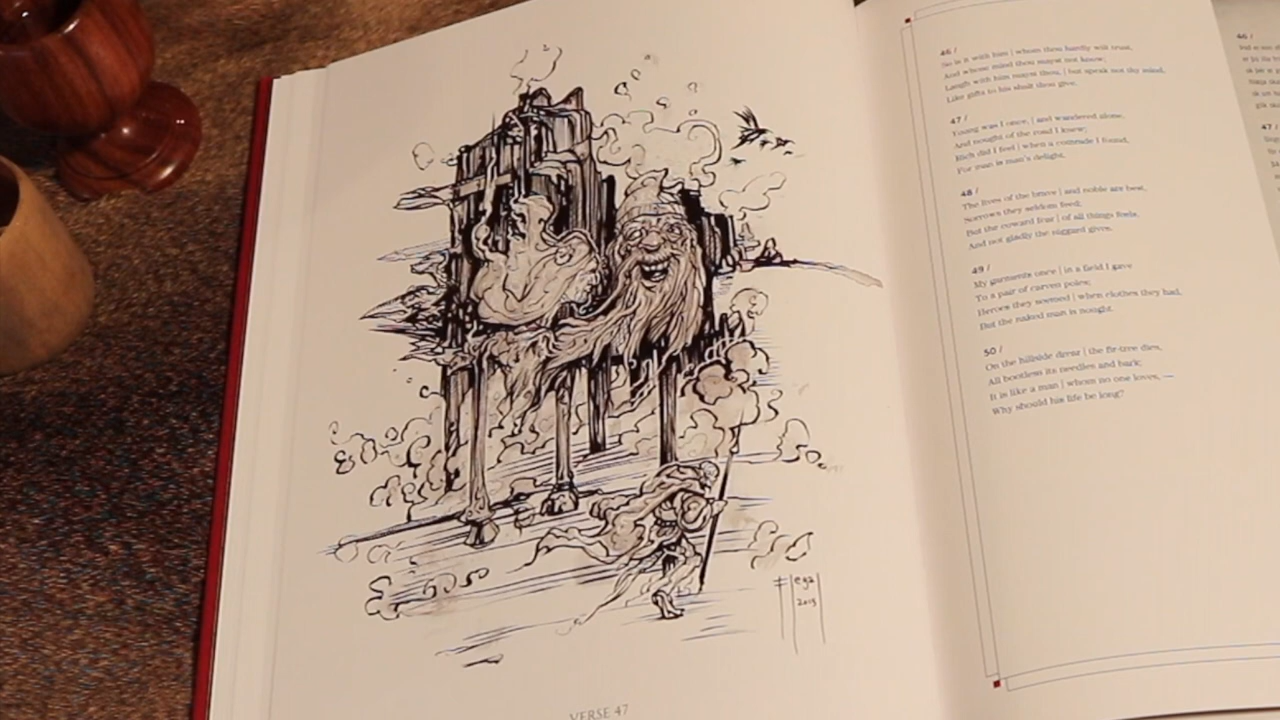 Elega
2015
VERSE 47
46 /
So is it with him | whom thou hardly wilt trust,
And whose mind thou mayst not know;
Laugh with him mayst thou, | but speak not thy mind,
Like gifts to his shalt thou give.
47 /
Young was I once, | and wandered alone,
And nought of the road I knew;
Rich did I feel | when a comrade I found,
For man is man's delight.
48 /
The lives of the brave | and noble are best,
Sorrows they seldom feed;
But the coward fear | of all things feels,
And not gladly the niggard gives.
49 /
My garments once | in a field I gave
To a pair of carven poles;
Heroes they seemed | when clothes they had,
But the naked man is nought.
50 /
On the hillside drear | the fir-tree dies,
All bootless its needles and bark;
It is like a man | whom no one loves, —
Why should his life be long?
46 /
47 /